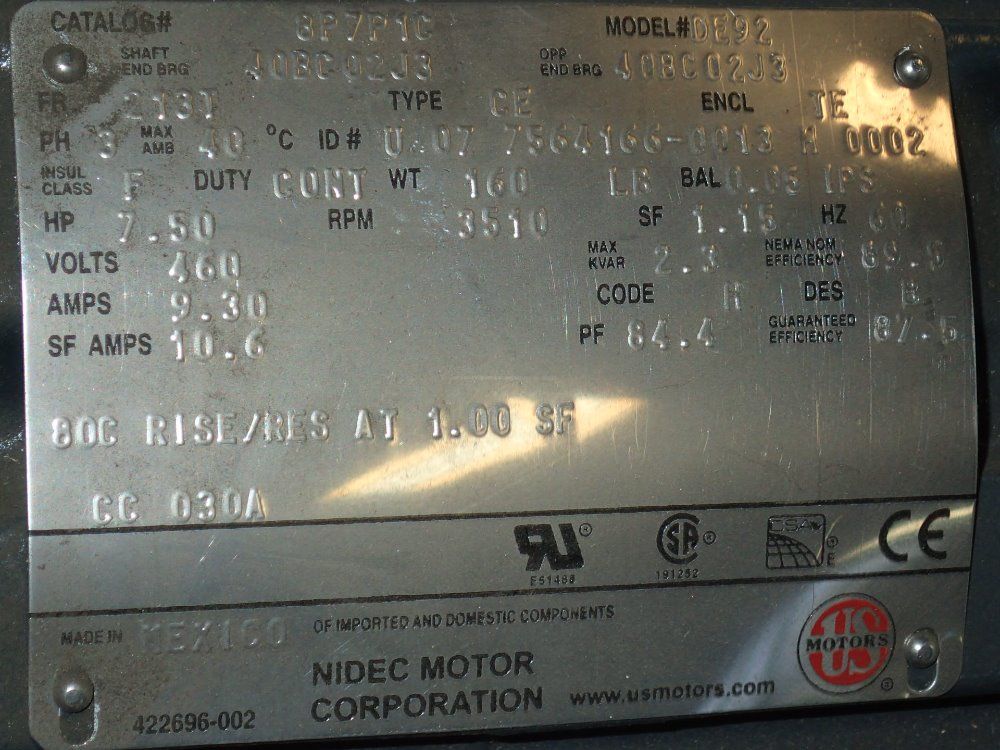 CATALOG# 8P7P1C MODEL# DE92
SHAFT END BRG 40BC02J3 OPP END BRG 40BC02J3
FR 213T TYPE CE ENCL TE
PH 3 MAX AMB 40 °C ID# U 07 7564166-0013 M 0002
INSUL CLASS F DUTY CONT WT 160 LB BAL 0.05 IPS
HP 7.50 RPM 3510 SF 1.15 HZ 60
VOLTS 460 MAX KVAR 2.3 NEMA NOM EFFICIENCY 89.5
AMPS 9.30 CODE H DES B
SF AMPS 10.6 PF 84.4 GUARANTEED EFFICIENCY 87.5
80C RISE/RES AT 1.00 SF
CC 030A
RU ® SA ® CSA ® E CE
E51488 191252
MADE IN MEXICO OF IMPORTED AND DOMESTIC COMPONENTS
NIDEC MOTOR
CORPORATION www.usmotors.com
US MOTORS ®
422696-002